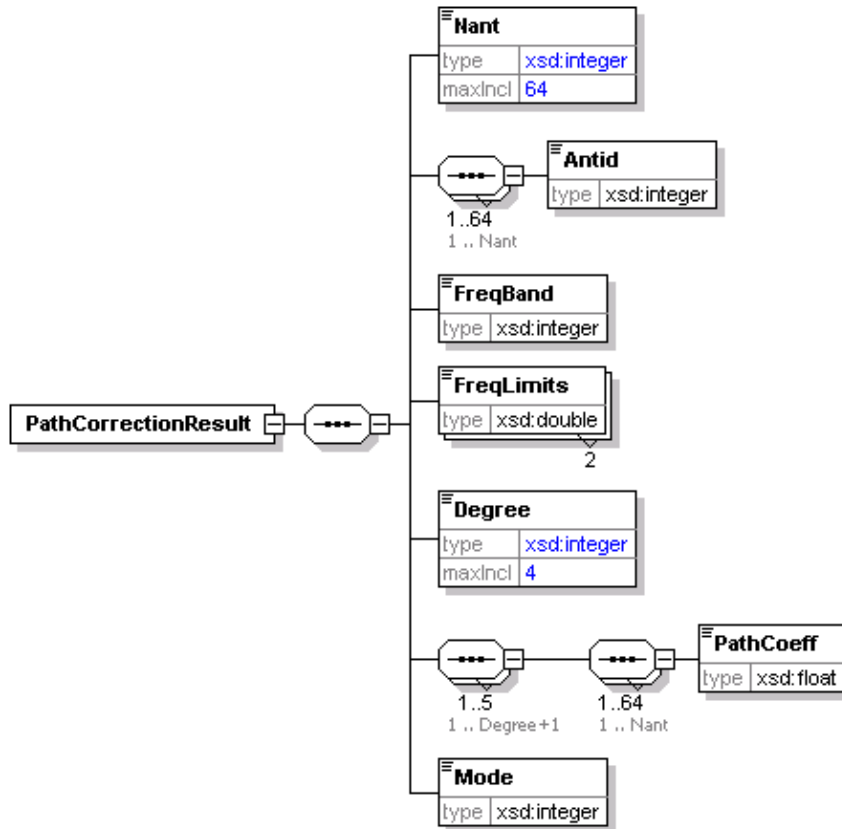 Nant
type xsd:integer
maxIncl 64
Antid
type xsd:integer
1..64
1 .. Nant
FreqBand
type xsd:integer
FreqLimits
type xsd:double
2
PathCorrectionResult
Degree
type xsd:integer
maxIncl 4
PathCoeff
type xsd:float
1..5
1 .. Degree+1
1..64
1 .. Nant
Mode
type xsd:integer